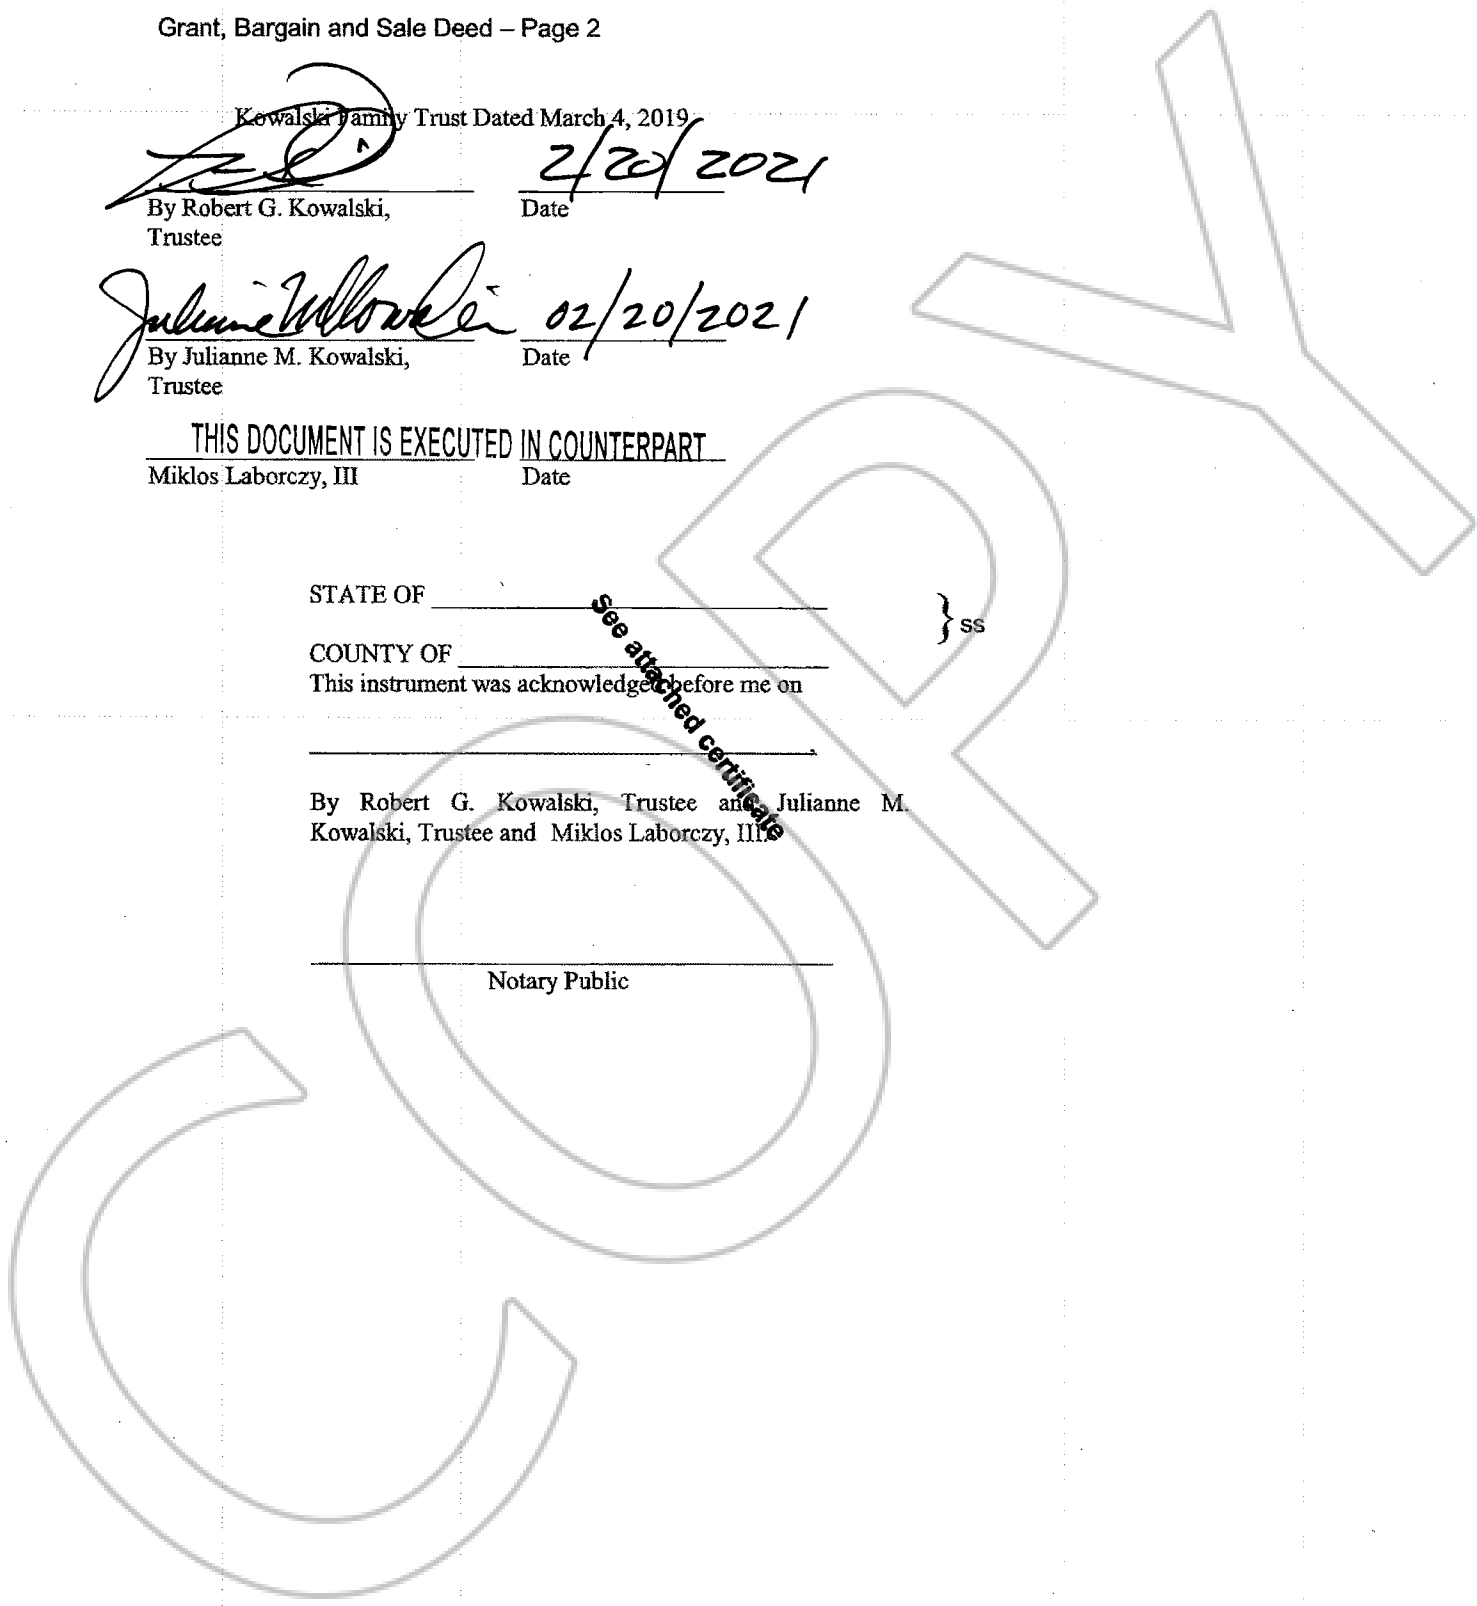 Grant, Bargain and Sale Deed – Page 2
Kowalski Family Trust Dated March 4, 2019
2/20/2021
By Robert G. Kowalski, Date
Trustee
Julianne M Kowalski 02/20/2021
By Julianne M. Kowalski, Date
Trustee
THIS DOCUMENT IS EXECUTED IN COUNTERPART
Miklos Laborczy, III Date
STATE OF
} ss
COUNTY OF
This instrument was acknowledged before me on
,
See attached certificate
By Robert G. Kowalski, Trustee and Julianne M.
Kowalski, Trustee and Miklos Laborczy, III.
Notary Public
COPY